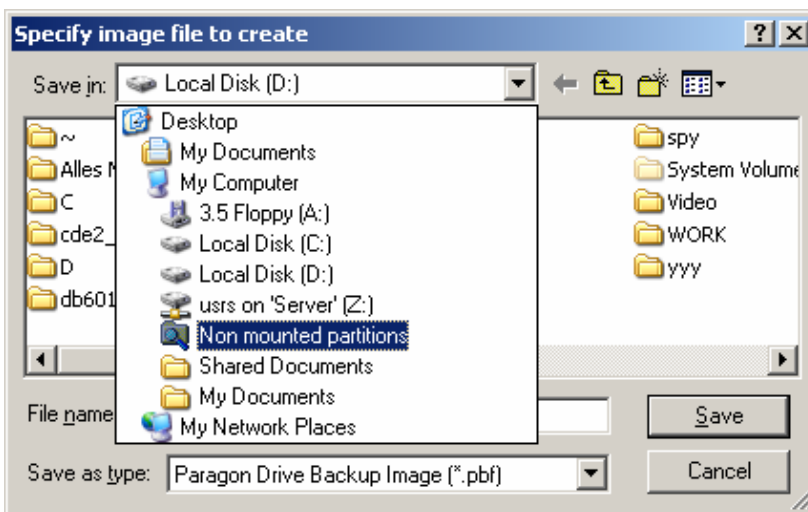 Specify image file to create
Save in: Local Disk (D:)
Desktop
My Documents
My Computer
3.5 Floppy (A:)
Local Disk (C:)
Local Disk (D:)
usrs on 'Server' (Z:)
Non mounted partitions
Shared Documents
My Documents
My Network Places
~
Alles
C
cde2_
D
db601
spy
System Volume
Video
WORK
yyy
File name
Save
Save as type: Paragon Drive Backup Image (*.pbf)
Cancel